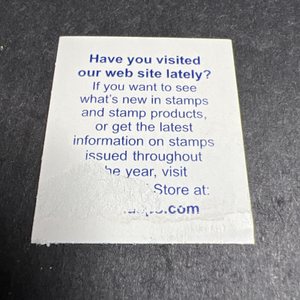 Have you visited
our web site lately?
If you want to see
what's new in stamps
and stamp products,
or get the latest
information on stamps
issued throughout
he year, visit
Store at:
.com